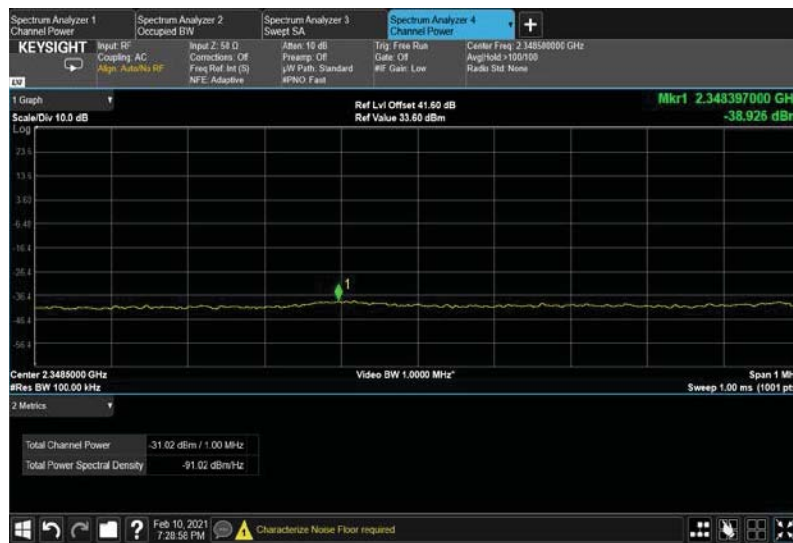 Spectrum Analyzer 1
Channel Power
Spectrum Analyzer 2
Occupied BW
Spectrum Analyzer 3
Swept SA
Spectrum Analyzer 4
Channel Power
KEYSIGHT
Input: RF
Coupling: AC
Align: Auto/No RF
Input Z: 50 Ω
Corrections: Off
Freq Ref: Int (S)
NFE: Adaptive
Atten: 10 dB
Preamp: Off
µW Path: Standard
#PNO: Fast
Trig: Free Run
Gate: Off
#IF Gain: Low
Center Freq: 2.348500000 GHz
Avg|Hold:>100/100
Radio Std: None
1 Graph
Scale/Div 10.0 dB
Log
Ref Lvl Offset 41.60 dB
Ref Value 33.60 dBm
Mkr1 2.348397000 GH
-38.926 dBr
23.6
13.6
3.60
-6.40
-16.4
-26.4
-36.4
-46.4
-56.4
1
Center 2.3485000 GHz
#Res BW 100.00 kHz
Video BW 1.0000 MHz*
Span 1 MH
Sweep 1.00 ms (1001 pt
2 Metrics
Total Channel Power -31.02 dBm / 1.00 MHz
Total Power Spectral Density -91.02 dBm/Hz
Feb 10, 2021
7:28:58 PM
Characterize Noise Floor required